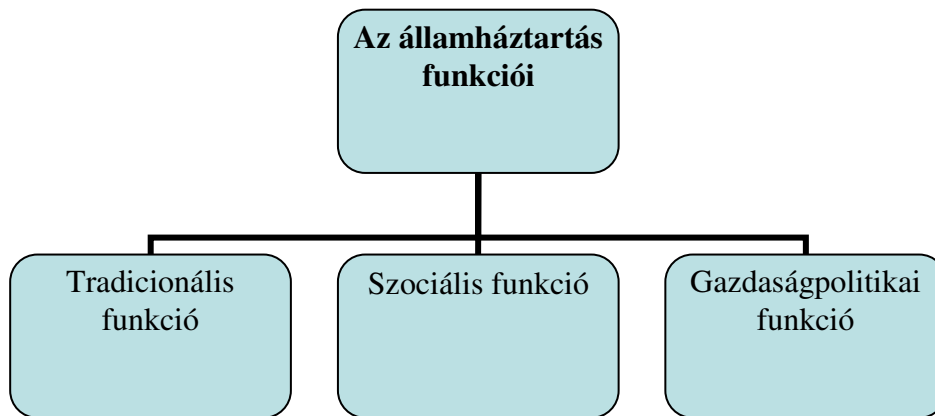 Az államháztartás
funkciói
Tradicionális
funkció
Szociális funkció
Gazdaságpolitikai
funkció